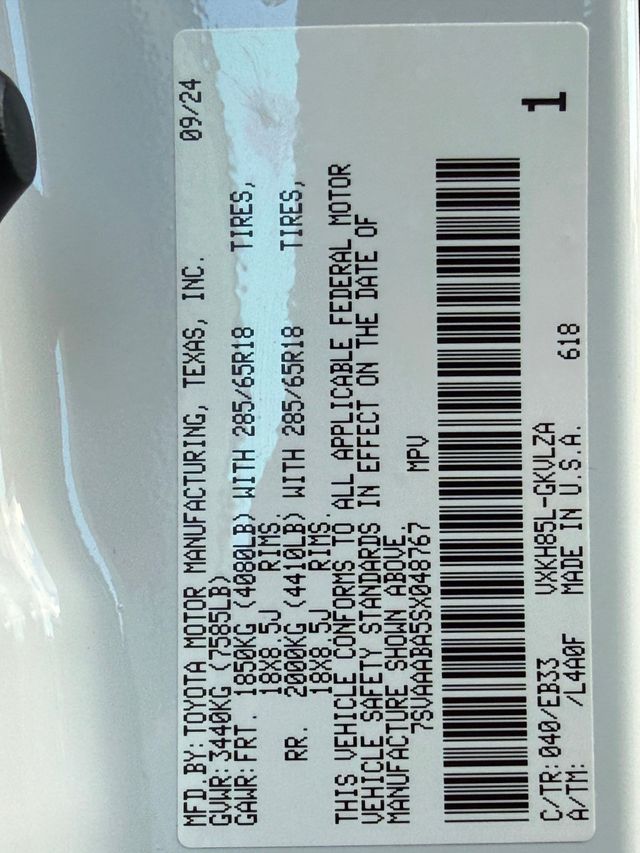 MFD BY:TOYOTA MOTOR MANUFACTURING, TEXAS, INC. 09/24
GVWR:3440KG (7585LB)
GAWR:FRT. 1850KG (4080LB) WITH 285/65R18 TIRES,
18X8.5J RIMS,
RR. 2000KG (4410LB) WITH 285/65R18 TIRES,
18X8.5J RIMS
THIS VEHICLE CONFORMS TO ALL APPLICABLE FEDERAL MOTOR
VEHICLE SAFETY STANDARDS IN EFFECT ON THE DATE OF
MANUFACTURE SHOWN ABOVE.
7SVAAABA5SX048767 MPV
C/TR:040/EB33 VXKH85L-GKVLZA 1
A/TM: /L4A0F MADE IN U.S.A. 618